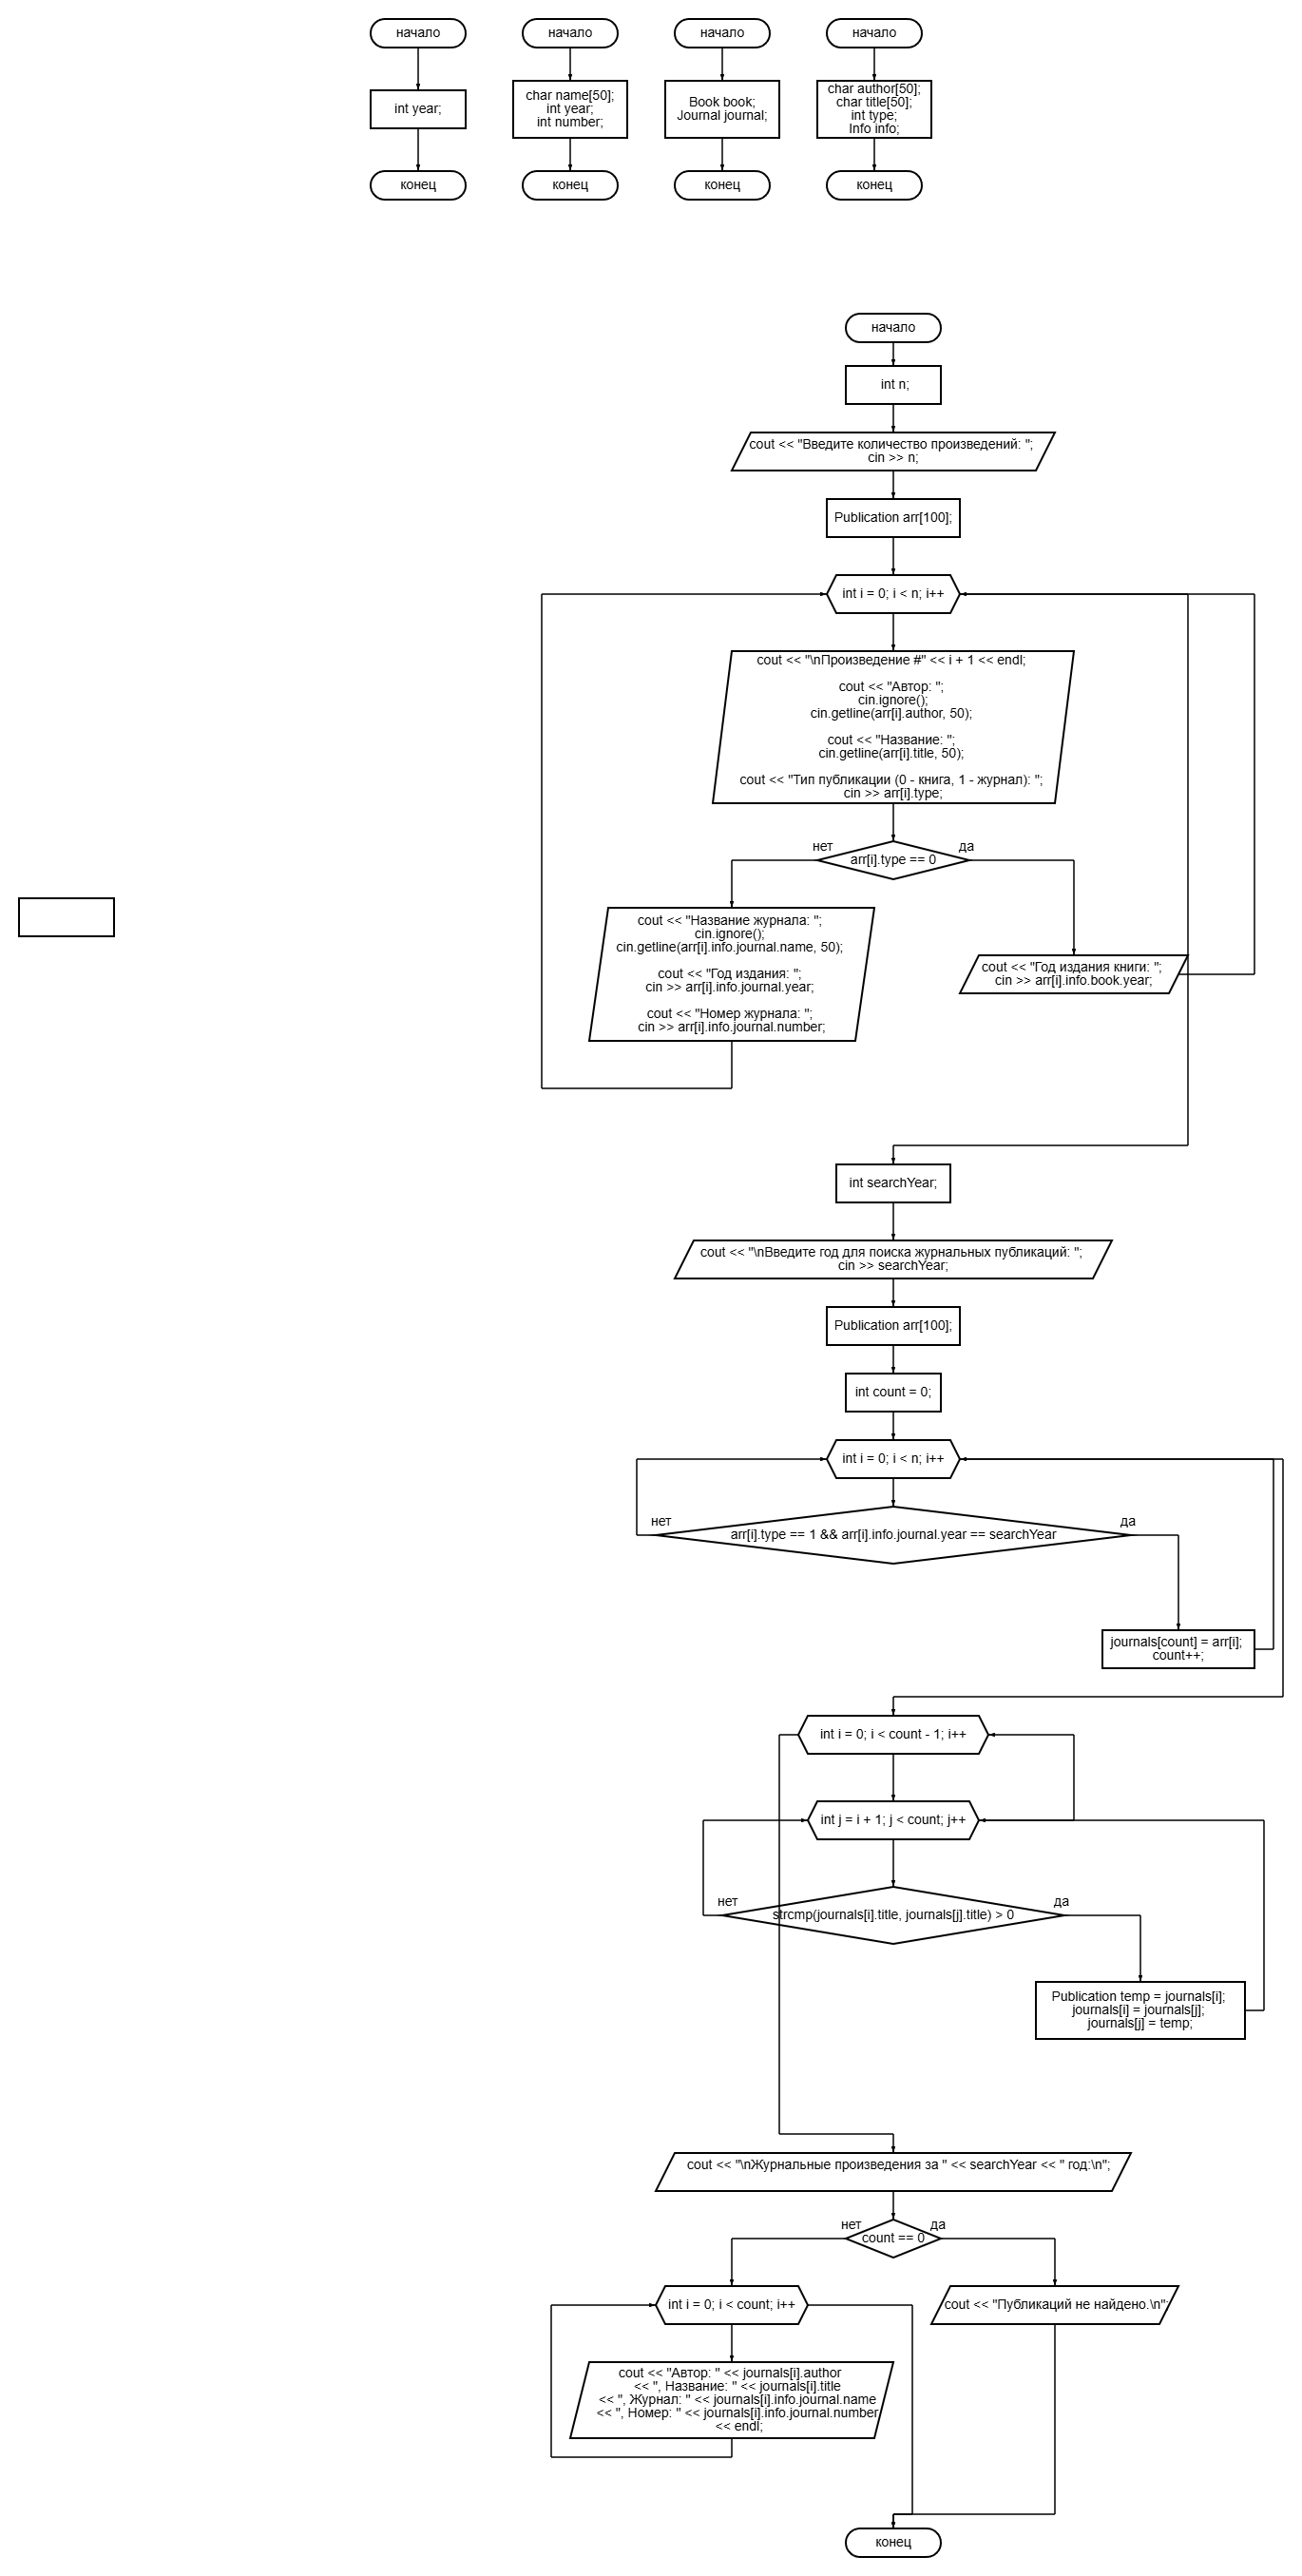 начало
int year;
конец
начало
char name[50];
int year;
int number;
конец
начало
Book book;
Journal journal;
конец
начало
char author[50];
char title[50];
int type;
Info info;
конец
начало
int n;
cout << "Введите количество произведений: ";
cin >> n;
Publication arr[100];
int i = 0; i < n; i++
cout << "\nПроизведение #" << i + 1 << endl;
cout << "Автор: ";
cin.ignore();
cin.getline(arr[i].author, 50);
cout << "Название: ";
cin.getline(arr[i].title, 50);
cout << "Тип публикации (0 - книга, 1 - журнал): ";
cin >> arr[i].type;
нет
да
arr[i].type == 0
cout << "Название журнала: ";
cin.ignore();
cin.getline(arr[i].info.journal.name, 50);
cout << "Год издания: ";
cin >> arr[i].info.journal.year;
cout << "Номер журнала: ";
cin >> arr[i].info.journal.number;
cout << "Год издания книги: ";
cin >> arr[i].info.book.year;
int searchYear;
cout << "\nВведите год для поиска журнальных публикаций: ";
cin >> searchYear;
Publication arr[100];
int count = 0;
int i = 0; i < n; i++
нет
да
arr[i].type == 1 && arr[i].info.journal.year == searchYear
journals[count] = arr[i];
count++;
int i = 0; i < count - 1; i++
int j = i + 1; j < count; j++
нет
да
strcmp(journals[i].title, journals[j].title) > 0
Publication temp = journals[i];
journals[i] = journals[j];
journals[j] = temp;
cout << "\nЖурнальные произведения за " << searchYear << " год:\n";
нет
да
count == 0
int i = 0; i < count; i++
cout << "Публикаций не найдено.\n";
cout << "Автор: " << journals[i].author
<< ", Название: " << journals[i].title
<< ", Журнал: " << journals[i].info.journal.name
<< ", Номер: " << journals[i].info.journal.number
<< endl;
конец